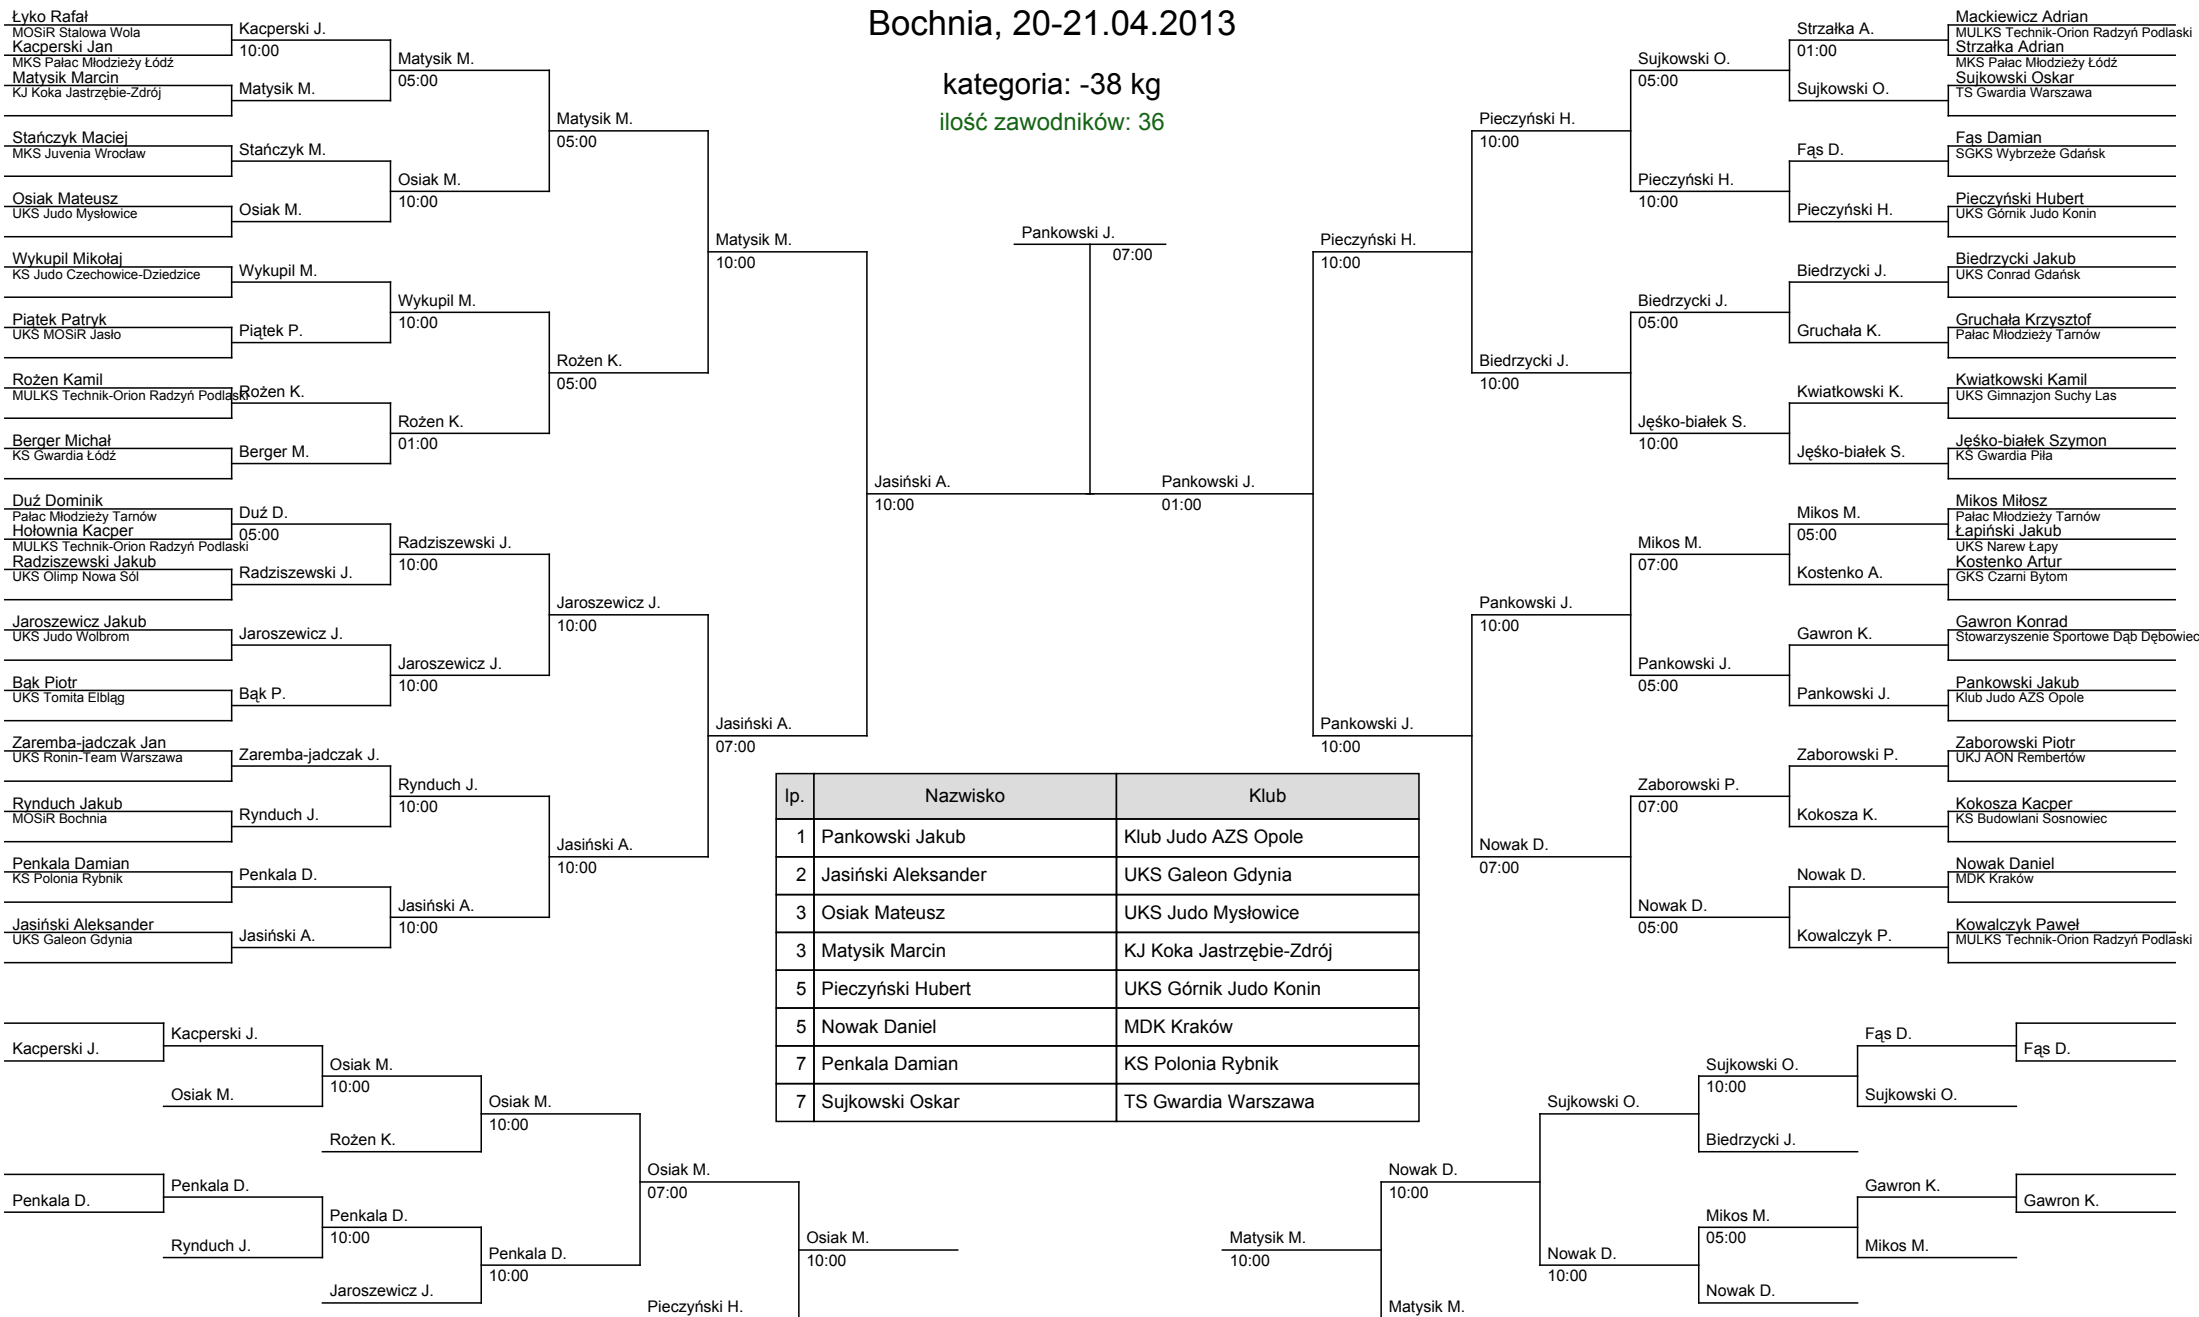 Bochnia, 20-21.04.2013
kategoria: -38 kg
ilość zawodników: 36
Łyko Rafał
MOSiR Stalowa Wola
Kacperski Jan
MKS Pałac Młodzieży Łódź
Matysik Marcin
KJ Koka Jastrzębie-Zdrój
Stańczyk Maciej
MKS Juvenia Wrocław
Osiak Mateusz
UKS Judo Mysłowice
Wykupil Mikołaj
KS Judo Czechowice-Dziedzice
Piątek Patryk
UKS MOSiR Jasło
Rożen Kamil
MULKS Technik-Orion Radzyń Podlaski
Berger Michał
KS Gwardia Łódź
Duź Dominik
Pałac Młodzieży Tarnów
Hołownia Kacper
MULKS Technik-Orion Radzyń Podlaski
Radziszewski Jakub
UKS Olimp Nowa Sól
Jaroszewicz Jakub
UKS Judo Wolbrom
Bąk Piotr
UKS Tomita Elbląg
Zaremba-jadczak Jan
UKS Ronin-Team Warszawa
Rynduch Jakub
MOSiR Bochnia
Penkala Damian
KS Polonia Rybnik
Jasiński Aleksander
UKS Galeon Gdynia
Kacperski J.
10:00
Matysik M.
Stańczyk M.
Osiak M.
Wykupil M.
Piątek P.
Rożen K.
Berger M.
Duź D.
05:00
Radziszewski J.
Jaroszewicz J.
Bąk P.
Zaremba-jadczak J.
Rynduch J.
Penkala D.
Jasiński A.
Matysik M.
05:00
Osiak M.
10:00
Wykupil M.
10:00
Rożen K.
01:00
Radziszewski J.
10:00
Jaroszewicz J.
10:00
Rynduch J.
10:00
Jasiński A.
10:00
Matysik M.
05:00
Rożen K.
05:00
Jaroszewicz J.
10:00
Jasiński A.
10:00
Matysik M.
10:00
Jasiński A.
07:00
Jasiński A.
10:00
Pankowski J.
07:00
Pankowski J.
01:00
Pieczyński H.
10:00
Pankowski J.
10:00
Pieczyński H.
10:00
Biedrzycki J.
10:00
Pankowski J.
10:00
Nowak D.
07:00
Sujkowski O.
05:00
Pieczyński H.
10:00
Biedrzycki J.
05:00
Jęśko-białek S.
10:00
Mikos M.
07:00
Pankowski J.
05:00
Zaborowski P.
07:00
Nowak D.
05:00
Strzałka A.
01:00
Sujkowski O.
Fąs D.
Pieczyński H.
Biedrzycki J.
Gruchała K.
Kwiatkowski K.
Jęśko-białek S.
Mikos M.
05:00
Kostenko A.
Gawron K.
Pankowski J.
Zaborowski P.
Kokosza K.
Nowak D.
Kowalczyk P.
Mackiewicz Adrian
MULKS Technik-Orion Radzyń Podlaski
Strzałka Adrian
MKS Pałac Młodzieży Łódź
Sujkowski Oskar
TS Gwardia Warszawa
Fąs Damian
SGKS Wybrzeże Gdańsk
Pieczyński Hubert
UKS Górnik Judo Konin
Biedrzycki Jakub
UKS Conrad Gdańsk
Gruchała Krzysztof
Pałac Młodzieży Tarnów
Kwiatkowski Kamil
UKS Gimnazjon Suchy Las
Jęśko-białek Szymon
KS Gwardia Piła
Mikos Miłosz
Pałac Młodzieży Tarnów
Łapiński Jakub
UKS Narew Łapy
Kostenko Artur
GKS Czarni Bytom
Gawron Konrad
Stowarzyszenie Sportowe Dąb Dębowiec
Pankowski Jakub
Klub Judo AZS Opole
Zaborowski Piotr
UKJ AON Rembertów
Kokosza Kacper
KS Budowlani Sosnowiec
Nowak Daniel
MDK Kraków
Kowalczyk Paweł
MULKS Technik-Orion Radzyń Podlaski
lp. Nazwisko Klub
1 Pankowski Jakub Klub Judo AZS Opole
2 Jasiński Aleksander UKS Galeon Gdynia
3 Osiak Mateusz UKS Judo Mysłowice
3 Matysik Marcin KJ Koka Jastrzębie-Zdrój
5 Pieczyński Hubert UKS Górnik Judo Konin
5 Nowak Daniel MDK Kraków
7 Penkala Damian KS Polonia Rybnik
7 Sujkowski Oskar TS Gwardia Warszawa
Kacperski J.
Penkala D.
Kacperski J.
Osiak M.
Penkala D.
Rynduch J.
Osiak M.
10:00
Rożen K.
Penkala D.
10:00
Jaroszewicz J.
Osiak M.
10:00
Penkala D.
10:00
Osiak M.
07:00
Pieczyński H.
Osiak M.
10:00
Matysik M.
10:00
Nowak D.
10:00
Matysik M.
Sujkowski O.
Nowak D.
10:00
Sujkowski O.
10:00
Biedrzycki J.
Mikos M.
05:00
Nowak D.
Fąs D.
Sujkowski O.
Gawron K.
Mikos M.
Fąs D.
Gawron K.